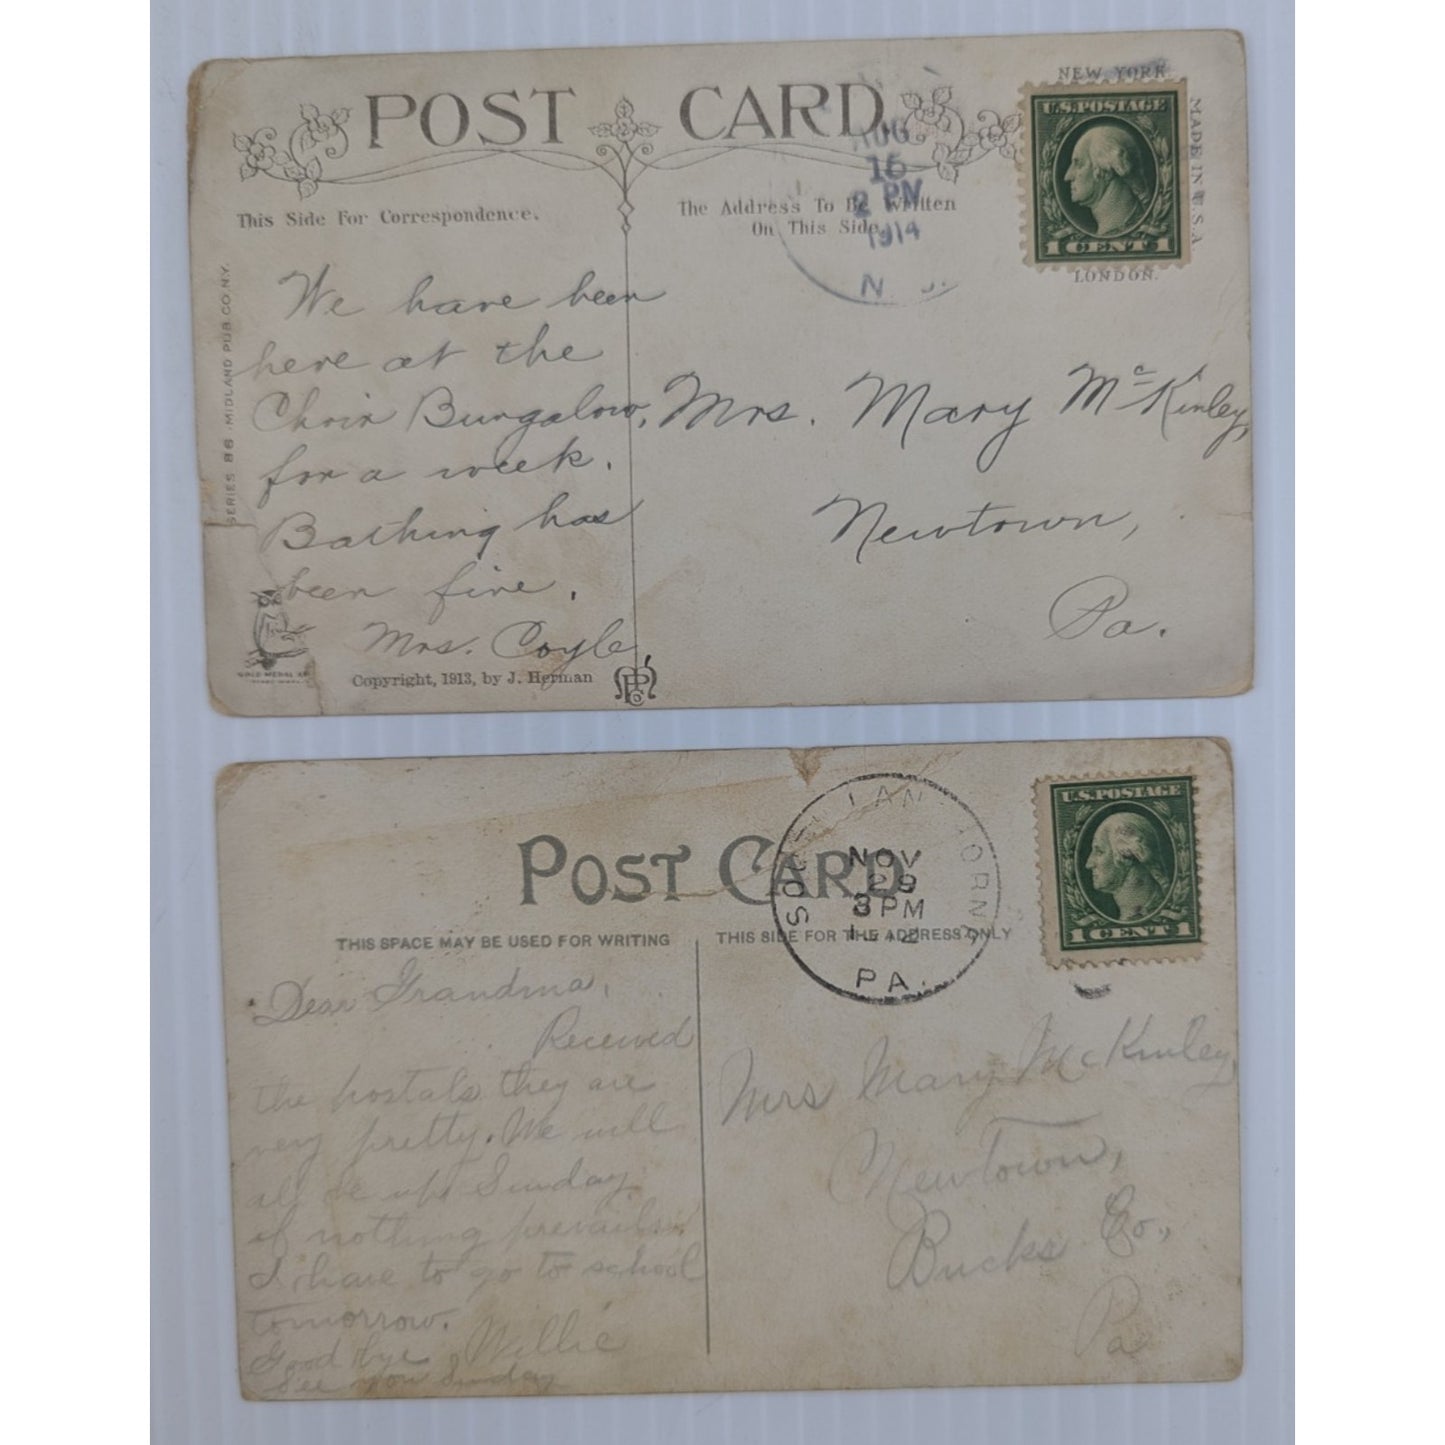 POST CARD
NEW YORK
MADE IN U.S.A.
LONDON.
U.S. POSTAGE
1 CENT 1
AUG
16
2 PM
1914
N. J.
This Side For Correspondence.
The Address To Be Written
On This Side
SERIES 86 . MIDLAND PUB. CO. N.Y.
We have been
here at the
Choir Bungalow,
for a week.
Bathing has
been fine.
Mrs. Coyle,
Mrs. Mary McKinley,
Newtown,
Pa.
GOLD MEDAL ART
Copyright, 1913, by J. Herman
POST CARD
THIS SPACE MAY BE USED FOR WRITING
THIS SIDE FOR THE ADDRESS ONLY
NOV
29
3 PM
PA.
U.S. POSTAGE
1 CENT 1
Dear Grandma,
Received
the postals they are
very pretty. We will
all be up Sunday
if nothing prevails.
I have to go to school
tomorrow.
Good bye Willie
See you Sunday
Mrs Mary McKinley,
Newtown,
Bucks Co.,
Pa